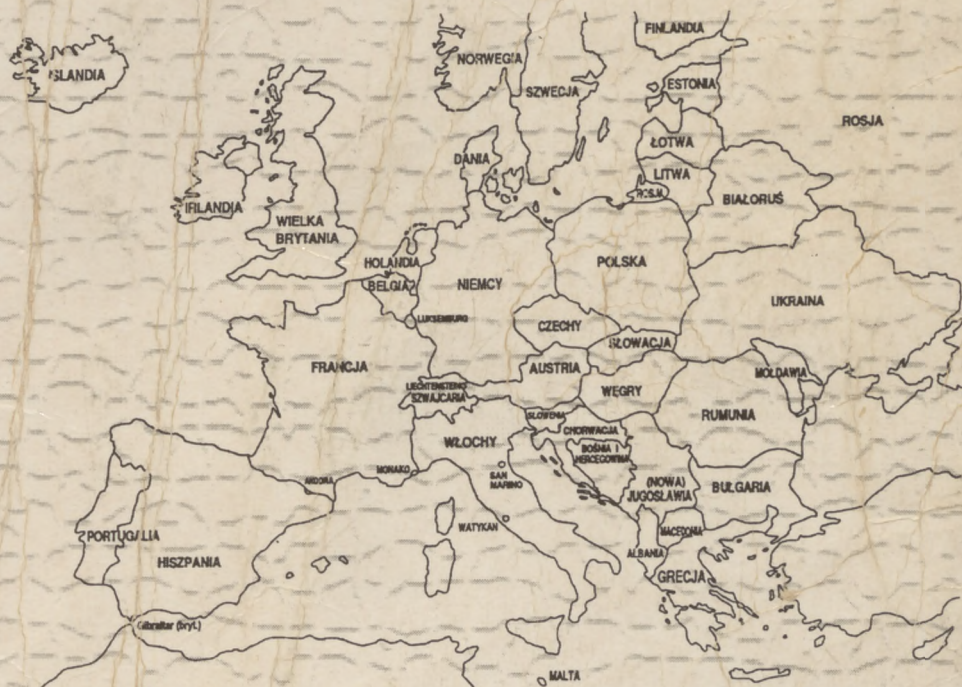 FINLANDIA
NORWEGIA
ISLANDIA
SZWECJA
ESTONIA
ROSJA
ŁOTWA
DANIA
LITWA
ROSJA
BIAŁORUŚ
IRLANDIA
WIELKA
BRYTANIA
HOLANDIA
BELGIA
NIEMCY
POLSKA
UKRAINA
LUKSEMBURG
CZECHY
SŁOWACJA
FRANCJA
AUSTRIA
MOŁDAWIA
LIECHTENSTEIN
SZWAJCARIA
WĘGRY
RUMUNIA
SŁOWENIA
CHORWACJA
WŁOCHY
BOŚNIA I
HERCEGOWINA
MONAKO
SAN
MARINO
ANDORA
(NOWA)
JUGOSŁAWIA
BUŁGARIA
WATYKAN
MACEDONIA
PORTUGALIA
HISZPANIA
ALBANIA
GRECJA
Gibraltar (bryt.)
MALTA